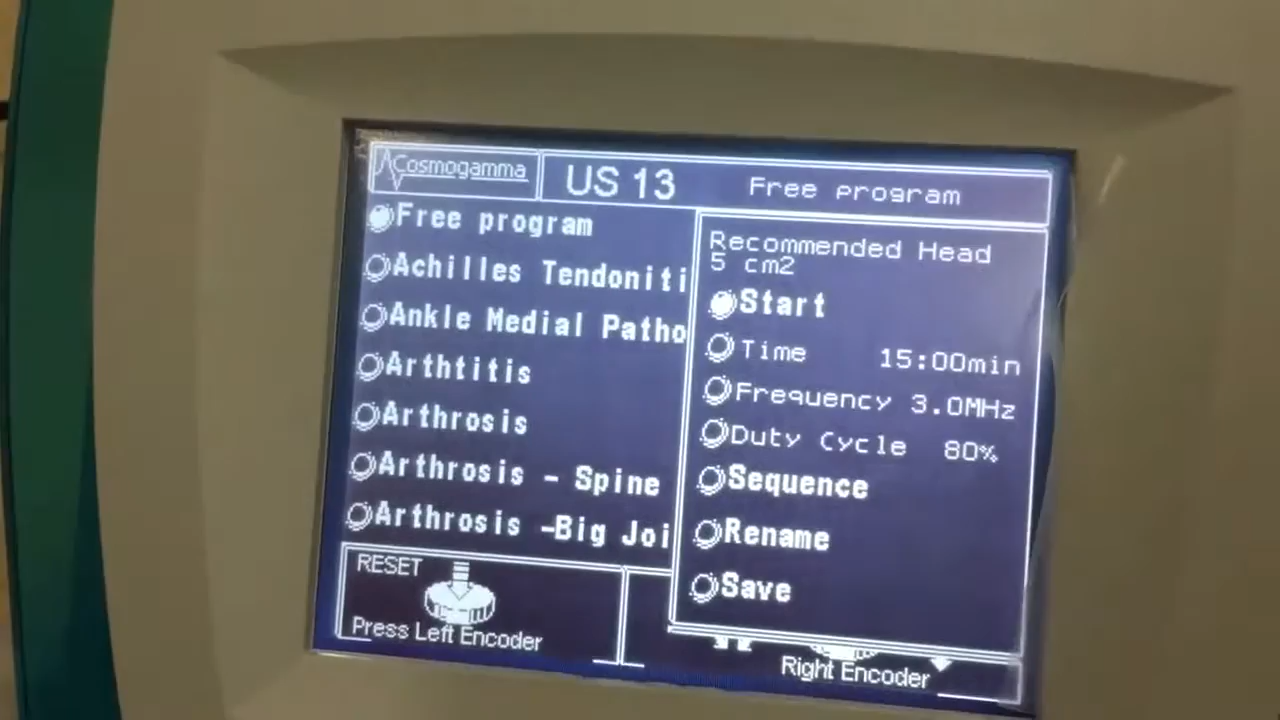 Cosmogamma
US 13
Free program
Free program
Achilles Tendoniti
Ankle Medial Patho
Arthtitis
Arthrosis
Arthrosis - Spine
Arthrosis -Big Joi
Recommended Head
5 cm2
Start
Time 15:00min
Frequency 3.0MHz
Duty Cycle 80%
Sequence
Rename
Save
RESET
Press Left Encoder
Right Encoder